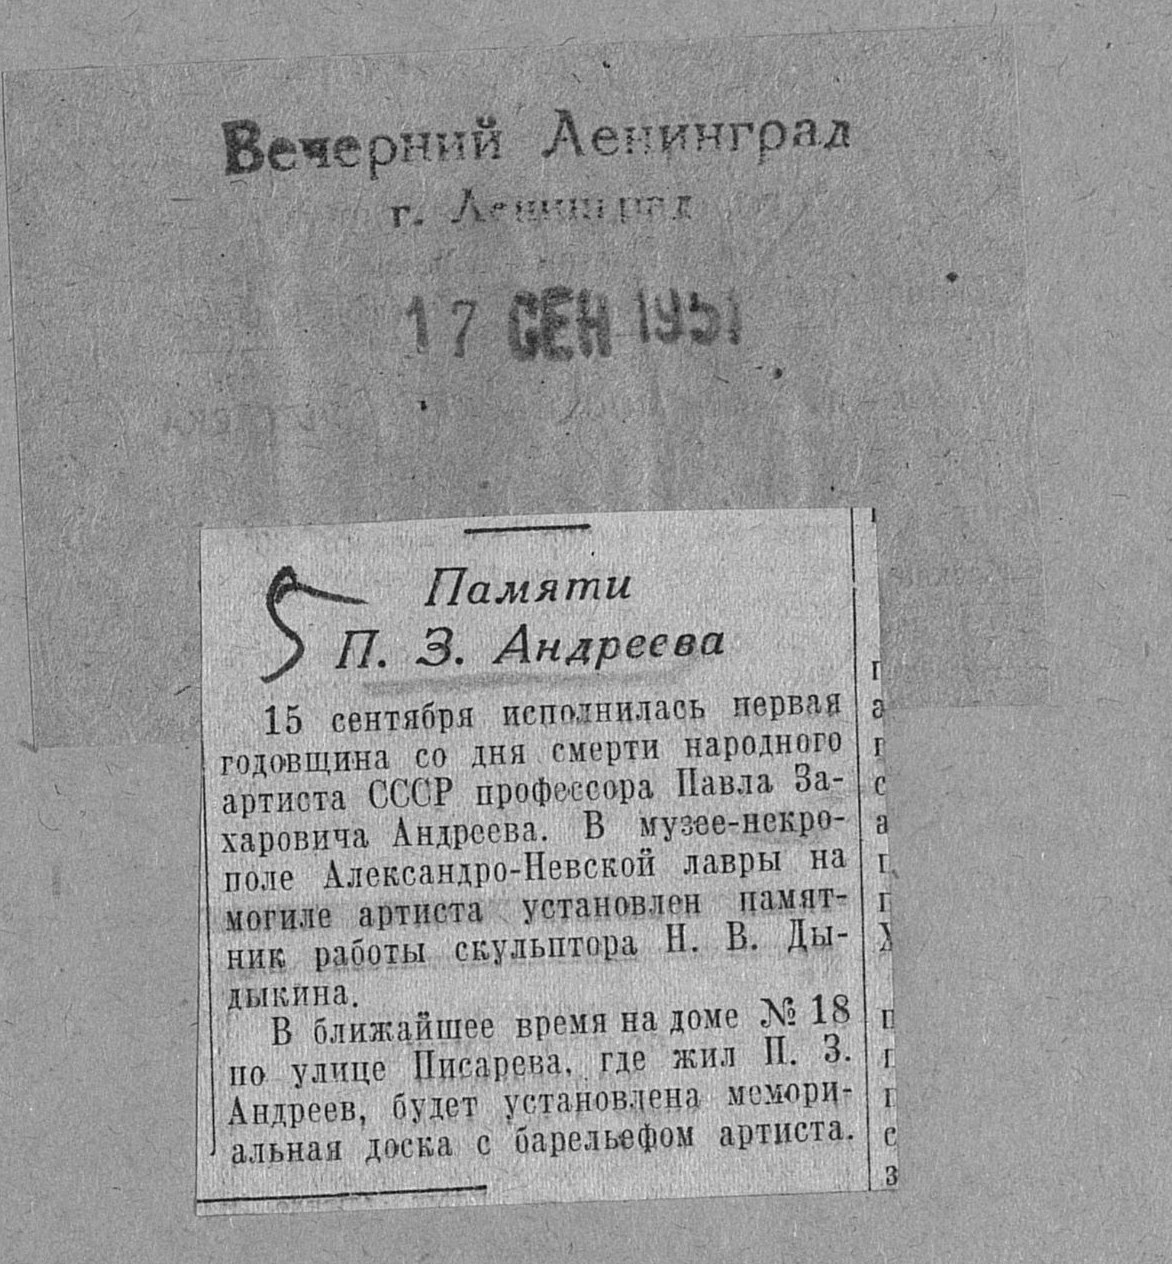 Вечерний Ленинград
г. Ленинград
17 СЕН 1951
Памяти
П. З. Андреева
15 сентября исполнилась первая
годовщина со дня смерти народного
артиста СССР профессора Павла За-
харовича Андреева. В музее-некро-
поле Александро-Невской лавры на
могиле артиста установлен памят-
ник работы скульптора Н. В. Ды-
дыкина.
В ближайшее время на доме № 18
по улице Писарева, где жил П. З.
Андреев, будет установлена мемори-
альная доска с барельефом артиста.